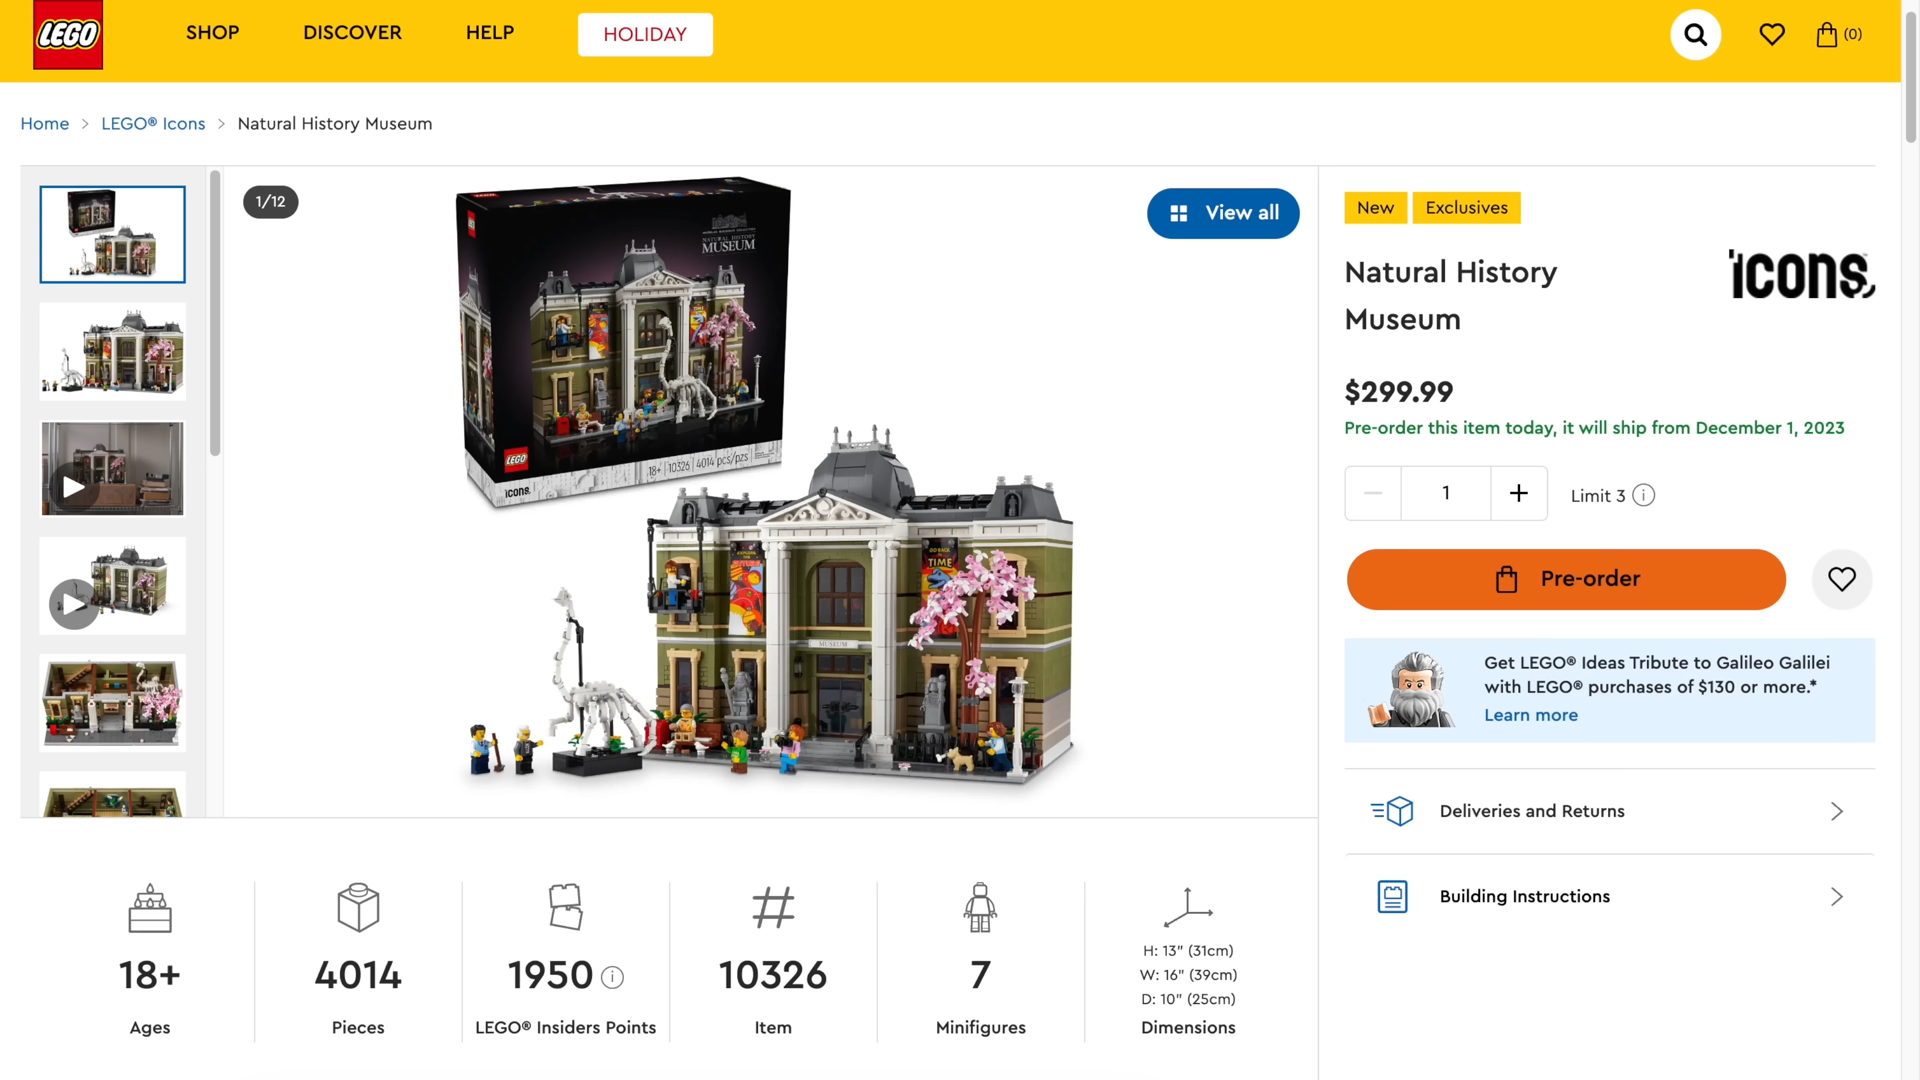 LEGO
SHOP
DISCOVER
HELP
HOLIDAY
(0)
Home > LEGO® Icons > Natural History Museum
1/12
View all
NATURAL HISTORY
MUSEUM
LEGO
icons.
18+ | 10326 | 4014 pcs/pzs
TIME
MUSEUM
New
Exclusives
Natural History
Museum
icons
$299.99
Pre-order this item today, it will ship from December 1, 2023
1
Limit 3
Pre-order
Get LEGO® Ideas Tribute to Galileo Galilei
with LEGO® purchases of $130 or more.*
Learn more
Deliveries and Returns
Building Instructions
18+
Ages
4014
Pieces
1950
LEGO® Insiders Points
10326
Item
7
Minifigures
H: 13" (31cm)
W: 16" (39cm)
D: 10" (25cm)
Dimensions